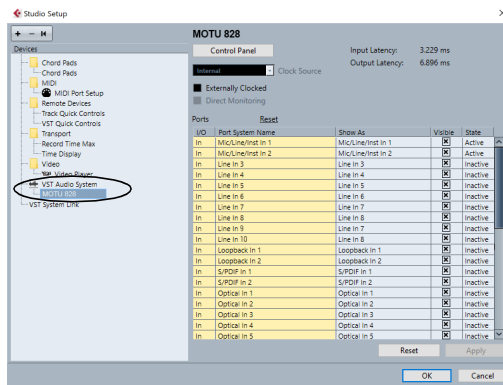 Studio Setup
+ - |◀
MOTU 828
Devices
Control Panel
Input Latency: 3.229 ms
Output Latency: 6.896 ms
Internal Clock Source
Externally Clocked
Direct Monitoring
Chord Pads
Chord Pads
MIDI
MIDI Port Setup
Remote Devices
Track Quick Controls
VST Quick Controls
Transport
Record Time Max
Time Display
Video
Video Player
VST Audio System
MOTU 828
VST System Link
Ports Reset
I/O Port System Name Show As Visible State
In Mic/Line/Inst In 1 Mic/Line/Inst In 1 Active
In Mic/Line/Inst In 2 Mic/Line/Inst In 2 Active
In Line In 3 Line In 3 Inactive
In Line In 4 Line In 4 Inactive
In Line In 5 Line In 5 Inactive
In Line In 6 Line In 6 Inactive
In Line In 7 Line In 7 Inactive
In Line In 8 Line In 8 Inactive
In Line In 9 Line In 7 Inactive
In Line In 10 Line In 8 Inactive
In Loopback In 1 Loopback In 1 Inactive
In Loopback In 2 Loopback In 2 Inactive
In S/PDIF In 1 S/PDIF In 1 Inactive
In S/PDIF In 2 S/PDIF In 2 Inactive
In Optical In 1 Optical In 1 Inactive
In Optical In 2 Optical In 2 Inactive
In Optical In 3 Optical In 3 Inactive
In Optical In 4 Optical In 4 Inactive
In Optical In 5 Optical In 5 Inactive
Reset Apply
OK Cancel